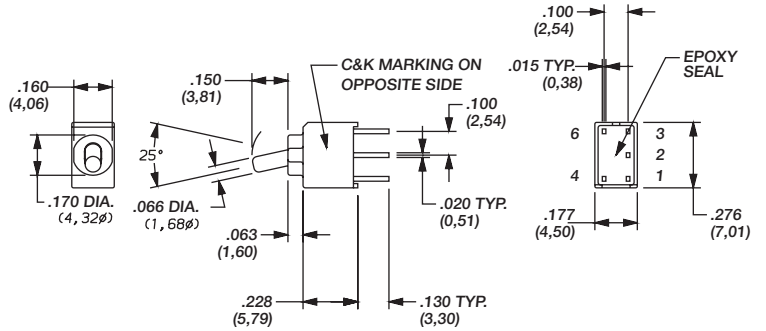 .160
(4,06)
.170 DIA.
(4,32ø)
25°
.150
(3,81)
C&K MARKING ON
OPPOSITE SIDE
.066 DIA.
(1,68ø)
.063
(1,60)
.228
(5,79)
.100
(2,54)
.020 TYP.
(0,51)
.130 TYP.
(3,30)
.100
(2,54)
.015 TYP.
(0,38)
EPOXY
SEAL
6 3
2
4 1
.177
(4,50)
.276
(7,01)